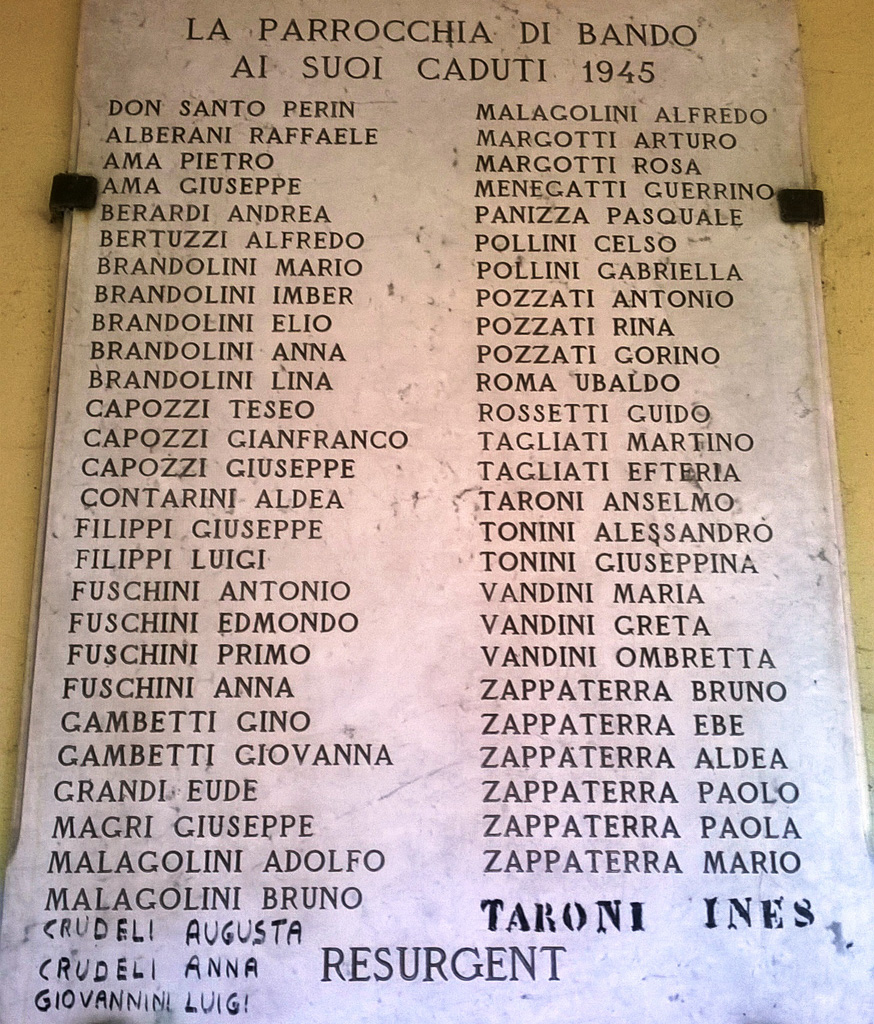 LA PARROCCHIA DI BANDO
AI SUOI CADUTI 1945
DON SANTO PERIN
ALBERANI RAFFAELE
AMA PIETRO
AMA GIUSEPPE
BERARDI ANDREA
BERTUZZI ALFREDO
BRANDOLINI MARIO
BRANDOLINI IMBER
BRANDOLINI ELIO
BRANDOLINI ANNA
BRANDOLINI LINA
CAPOZZI TESEO
CAPOZZI GIANFRANCO
CAPOZZI GIUSEPPE
CONTARINI ALDEA
FILIPPI GIUSEPPE
FILIPPI LUIGI
FUSCHINI ANTONIO
FUSCHINI EDMONDO
FUSCHINI PRIMO
FUSCHINI ANNA
GAMBETTI GINO
GAMBETTI GIOVANNA
GRANDI EUDE
MAGRI GIUSEPPE
MALAGOLINI ADOLFO
MALAGOLINI BRUNO
CRUDELI AUGUSTA
CRUDELI ANNA
GIOVANNINI LUIGI
MALAGOLINI ALFREDO
MARGOTTI ARTURO
MARGOTTI ROSA
MENEGATTI GUERRINO
PANIZZA PASQUALE
POLLINI CELSO
POLLINI GABRIELLA
POZZATI ANTONIO
POZZATI RINA
POZZATI GORINO
ROMA UBALDO
ROSSETTI GUIDO
TAGLIATI MARTINO
TAGLIATI EFTERIA
TARONI ANSELMO
TONINI ALESSANDRO
TONINI GIUSEPPINA
VANDINI MARIA
VANDINI GRETA
VANDINI OMBRETTA
ZAPPATERRA BRUNO
ZAPPATERRA EBE
ZAPPATERRA ALDEA
ZAPPATERRA PAOLO
ZAPPATERRA PAOLA
ZAPPATERRA MARIO
TARONI INES
RESURGENT